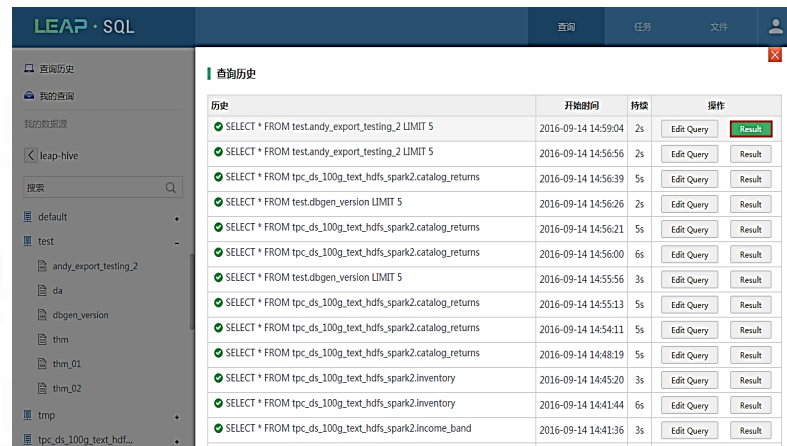 LEAP · SQL
查询
任务
文件
查询历史
我的查询
我的数据源
leap-hive
搜索
default
test
andy_export_testing_2
da
dbgen_version
thm
thm_01
thm_02
tmp
tpc_ds_100g_text_hdf...
查询历史
历史 开始时间 持续 操作
SELECT * FROM test.andy_export_testing_2 LIMIT 5 2016-09-14 14:59:04 2s Edit Query Result
SELECT * FROM test.andy_export_testing_2 LIMIT 5 2016-09-14 14:56:56 2s Edit Query Result
SELECT * FROM tpc_ds_100g_text_hdfs_spark2.catalog_returns 2016-09-14 14:56:39 5s Edit Query Result
SELECT * FROM test.dbgen_version LIMIT 5 2016-09-14 14:56:26 2s Edit Query Result
SELECT * FROM tpc_ds_100g_text_hdfs_spark2.catalog_returns 2016-09-14 14:56:21 5s Edit Query Result
SELECT * FROM tpc_ds_100g_text_hdfs_spark2.catalog_returns 2016-09-14 14:56:00 6s Edit Query Result
SELECT * FROM test.dbgen_version LIMIT 5 2016-09-14 14:55:56 3s Edit Query Result
SELECT * FROM tpc_ds_100g_text_hdfs_spark2.catalog_returns 2016-09-14 14:55:13 5s Edit Query Result
SELECT * FROM tpc_ds_100g_text_hdfs_spark2.catalog_returns 2016-09-14 14:54:11 5s Edit Query Result
SELECT * FROM tpc_ds_100g_text_hdfs_spark2.catalog_returns 2016-09-14 14:48:19 5s Edit Query Result
SELECT * FROM tpc_ds_100g_text_hdfs_spark2.inventory 2016-09-14 14:45:20 3s Edit Query Result
SELECT * FROM tpc_ds_100g_text_hdfs_spark2.inventory 2016-09-14 14:41:44 6s Edit Query Result
SELECT * FROM tpc_ds_100g_text_hdfs_spark2.income_band 2016-09-14 14:41:36 3s Edit Query Result